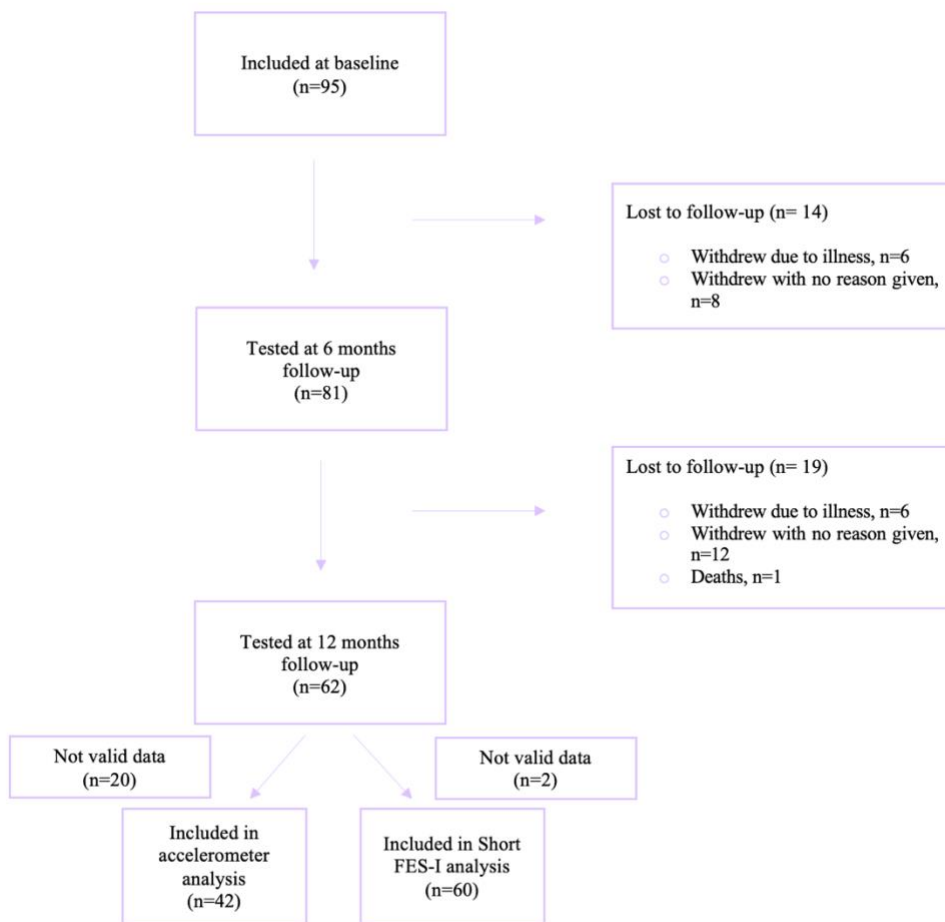 Included at baseline
(n=95)
Lost to follow-up (n= 14)
Withdrew due to illness, n=6
Withdrew with no reason given,
n=8
Tested at 6 months
follow-up
(n=81)
Lost to follow-up (n= 19)
Withdrew due to illness, n=6
Withdrew with no reason given,
n=12
Deaths, n=1
Tested at 12 months
follow-up
(n=62)
Not valid data
(n=20)
Not valid data
(n=2)
Included in
accelerometer
analysis
(n=42)
Included in Short
FES-I analysis
(n=60)